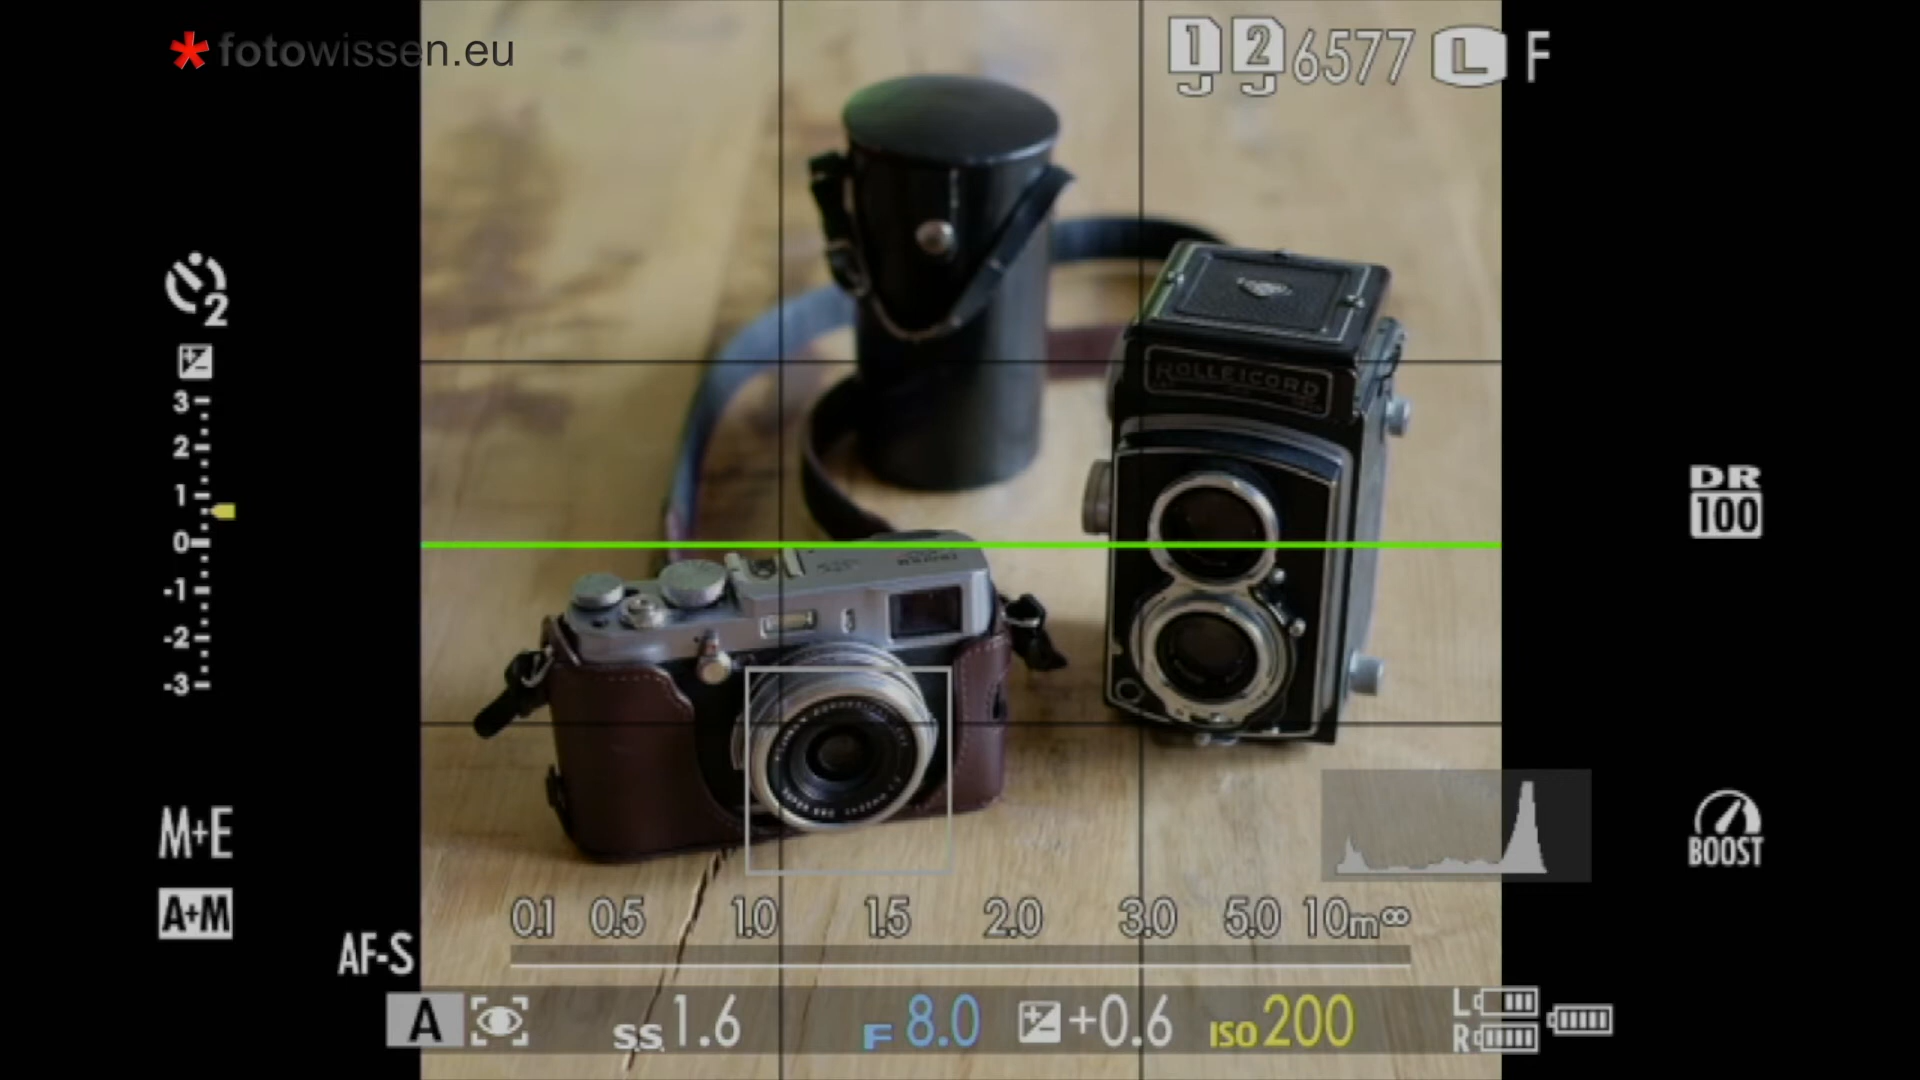 *fotowissen.eu
1 J 2 J 6577 L F
2
3
2
1
0
-1
-2
-3
ROLLEICORD
DR
100
M+E
BOOST
A+M
0.1 0.5 1.0 1.5 2.0 3.0 5.0 10m∞
AF-S
A SS 1.6 F 8.0 +0.6 ISO 200 L
R